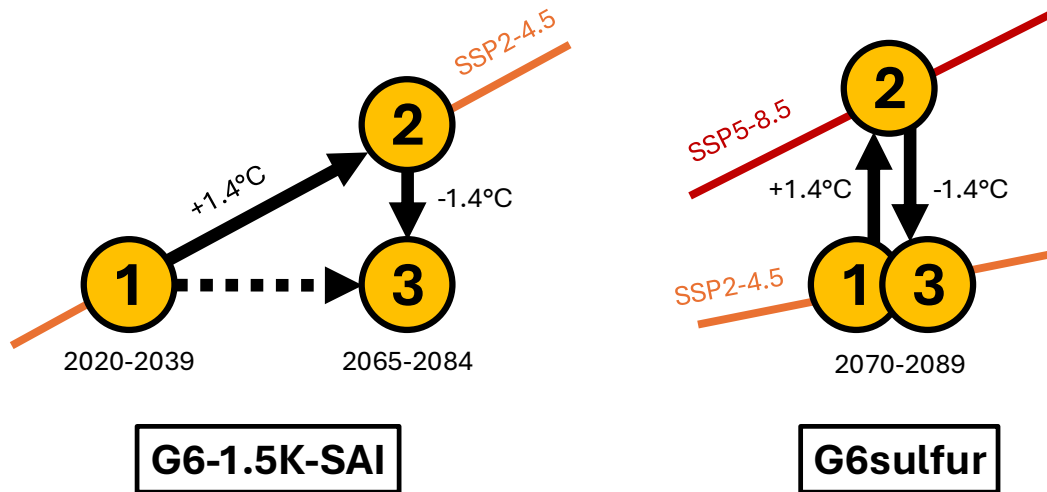 SSP2-4.5
2
+1.4°C
-1.4°C
1
3
2020-2039
2065-2084
G6-1.5K-SAI
2
SSP5-8.5
+1.4°C
-1.4°C
SSP2-4.5
1
3
2070-2089
G6sulfur